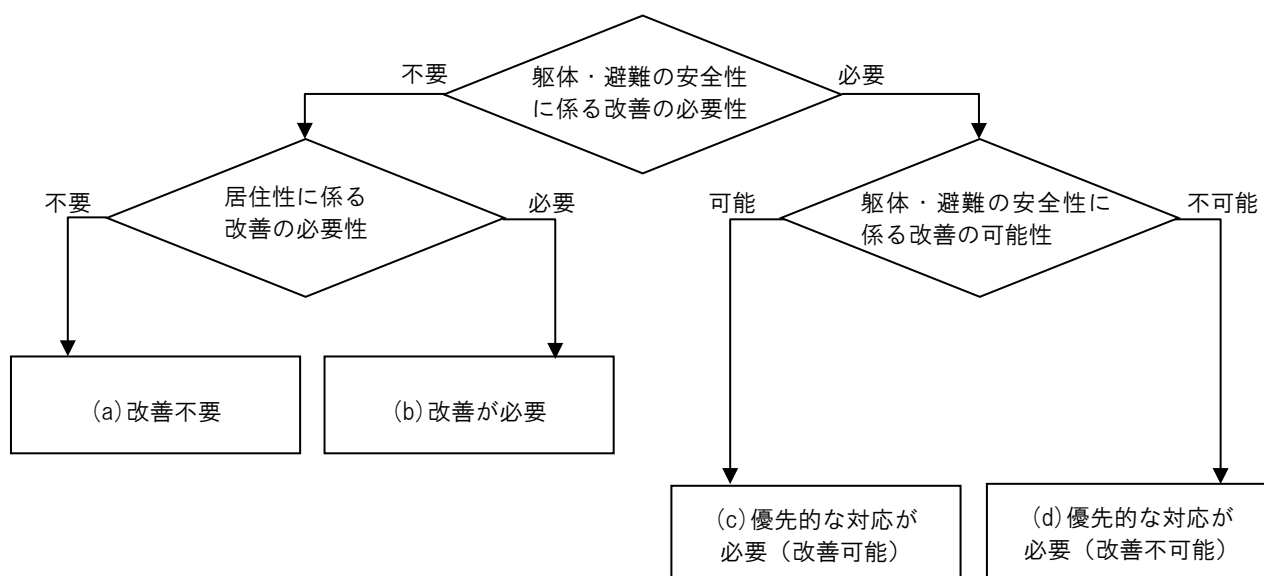 不要
躯体・避難の安全性
に係る改善の必要性
必要
不要
居住性に係る
改善の必要性
必要
可能
躯体・避難の安全性に
係る改善の可能性
不可能
(a)改善不要
(b)改善が必要
(c)優先的な対応が
必要（改善可能）
(d)優先的な対応が
必要（改善不可能）